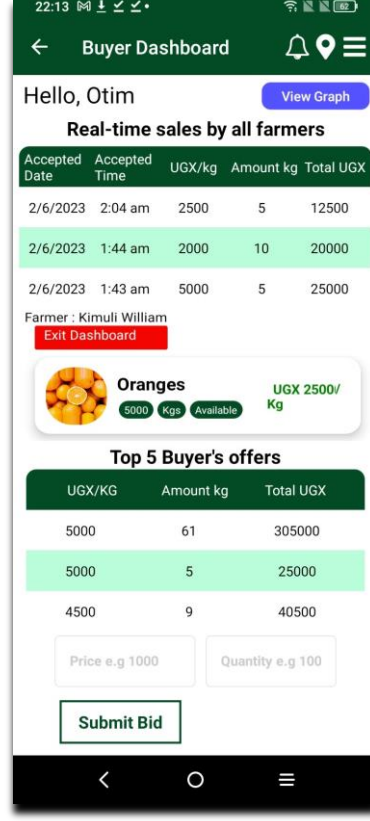 22:13 62
Buyer Dashboard
Hello, Otim
View Graph
Real-time sales by all farmers
Accepted Date Accepted Time UGX/kg Amount kg Total UGX
2/6/2023 2:04 am 2500 5 12500
2/6/2023 1:44 am 2000 10 20000
2/6/2023 1:43 am 5000 5 25000
Farmer : Kimuli William
Exit Dashboard
Oranges
5000 Kgs Available
UGX 2500/
Kg
Top 5 Buyer's offers
UGX/KG Amount kg Total UGX
5000 61 305000
5000 5 25000
4500 9 40500
Price e.g 1000 Quantity e.g 100
Submit Bid